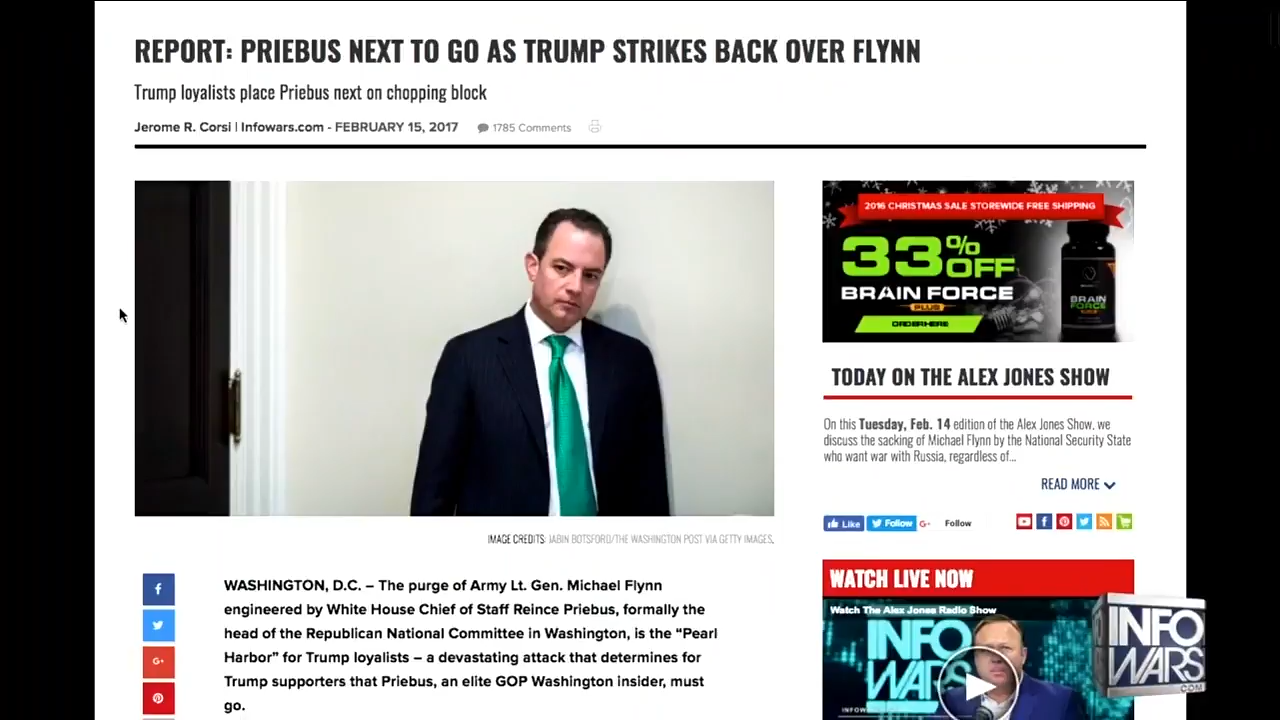 REPORT: PRIEBUS NEXT TO GO AS TRUMP STRIKES BACK OVER FLYNN
Trump loyalists place Priebus next on chopping block
Jerome R. Corsi | Infowars.com - FEBRUARY 15, 2017 1785 Comments
2016 CHRISTMAS SALE STOREWIDE FREE SHIPPING
33% OFF
BRAIN FORCE
PLUS
ORDER HERE
BRAIN
FORCE
TODAY ON THE ALEX JONES SHOW
On this Tuesday, Feb. 14 edition of the Alex Jones Show, we
discuss the sacking of Michael Flynn by the National Security State
who want war with Russia, regardless of...
READ MORE
Like Follow G+ Follow
IMAGE CREDITS: JABIN BOTSFORD/THE WASHINGTON POST VIA GETTY IMAGES.
WASHINGTON, D.C. – The purge of Army Lt. Gen. Michael Flynn
engineered by White House Chief of Staff Reince Priebus, formally the
head of the Republican National Committee in Washington, is the “Pearl
Harbor” for Trump loyalists – a devastating attack that determines for
Trump supporters that Priebus, an elite GOP Washington insider, must
go.
G+
WATCH LIVE NOW
Watch The Alex Jones Radio Show
INFO
WARS
INFO
WARS
.COM